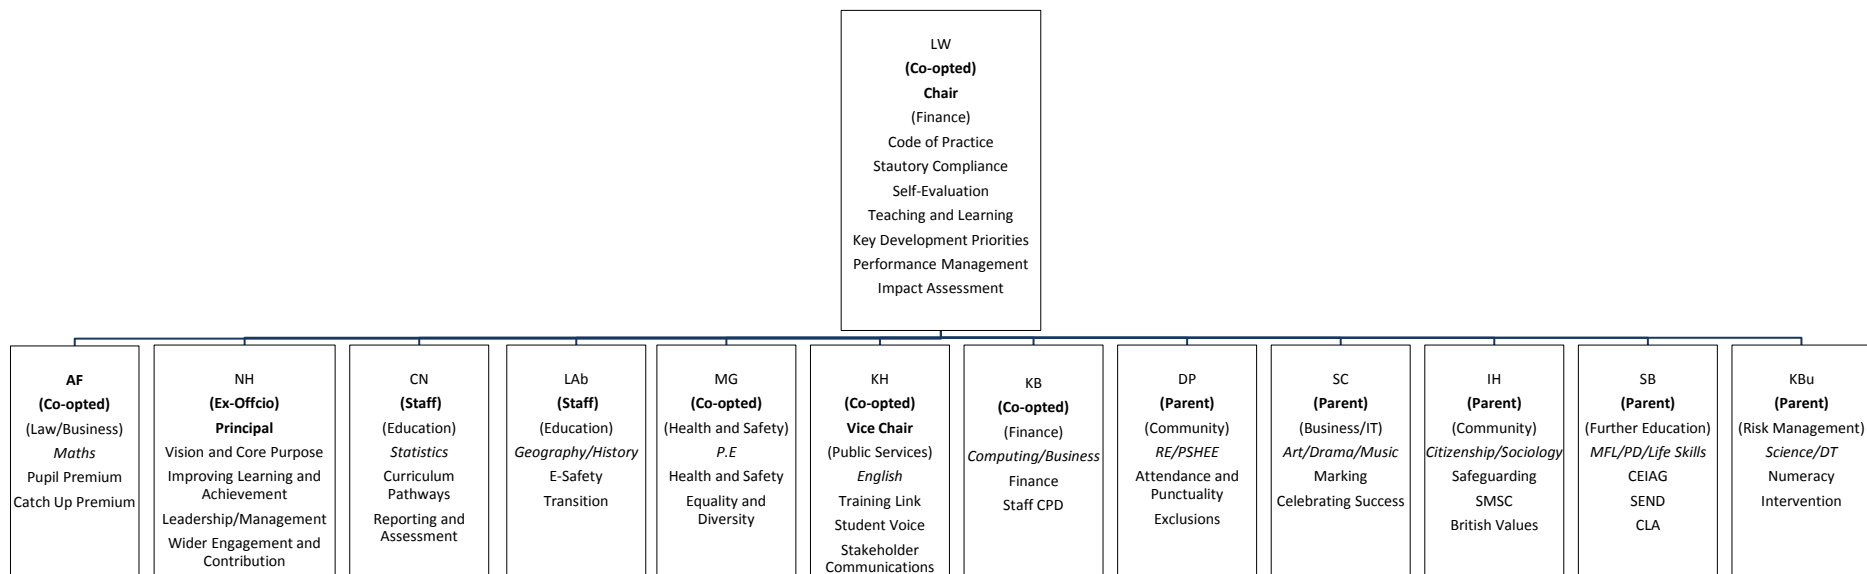 LW
(Co-opted)
Chair
(Finance)
Code of Practice
Stautory Compliance
Self-Evaluation
Teaching and Learning
Key Development Priorities
Performance Management
Impact Assessment
AF
(Co-opted)
(Law/Business)
Maths
Pupil Premium
Catch Up Premium
NH
(Ex-Offcio)
Principal
Vision and Core Purpose
Improving Learning and
Achievement
Leadership/Management
Wider Engagement and
Contribution
CN
(Staff)
(Education)
Statistics
Curriculum
Pathways
Reporting and
Assessment
LAb
(Staff)
(Education)
Geography/History
E-Safety
Transition
MG
(Co-opted)
(Health and Safety)
P.E
Health and Safety
Equality and
Diversity
KH
(Co-opted)
Vice Chair
(Public Services)
English
Training Link
Student Voice
Stakeholder
Communications
KB
(Co-opted)
(Finance)
Computing/Business
Finance
Staff CPD
DP
(Parent)
(Community)
RE/PSHEE
Attendance and
Punctuality
Exclusions
SC
(Parent)
(Business/IT)
Art/Drama/Music
Marking
Celebrating Success
IH
(Parent)
(Community)
Citizenship/Sociology
Safeguarding
SMSC
British Values
SB
(Parent)
(Further Education)
MFL/PD/Life Skills
CEIAG
SEND
CLA
KBu
(Parent)
(Risk Management)
Science/DT
Numeracy
Intervention